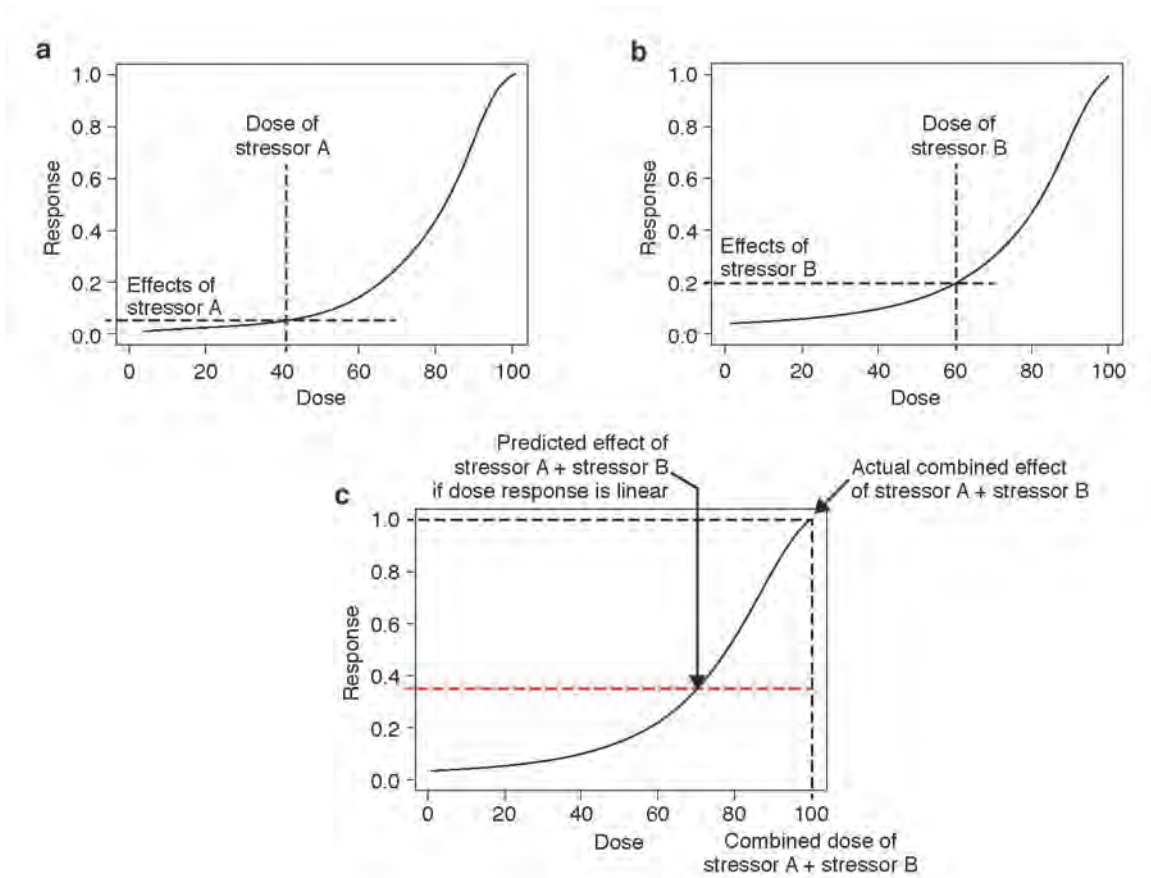 a
1.0
0.8
0.6
0.4
0.2
0.0
Response
Dose of
stressor A
Effects of
stressor A
0 20 40 60 80 100
Dose
b
1.0
0.8
0.6
0.4
0.2
0.0
Response
Dose of
stressor B
Effects of
stressor B
0 20 40 60 80 100
Dose
c
Predicted effect of
stressor A + stressor B
if dose response is linear
Actual combined effect
of stressor A + stressor B
1.0
0.8
0.6
0.4
0.2
0.0
Response
0 20 40 60 80 100
Dose
Combined dose of
stressor A + stressor B